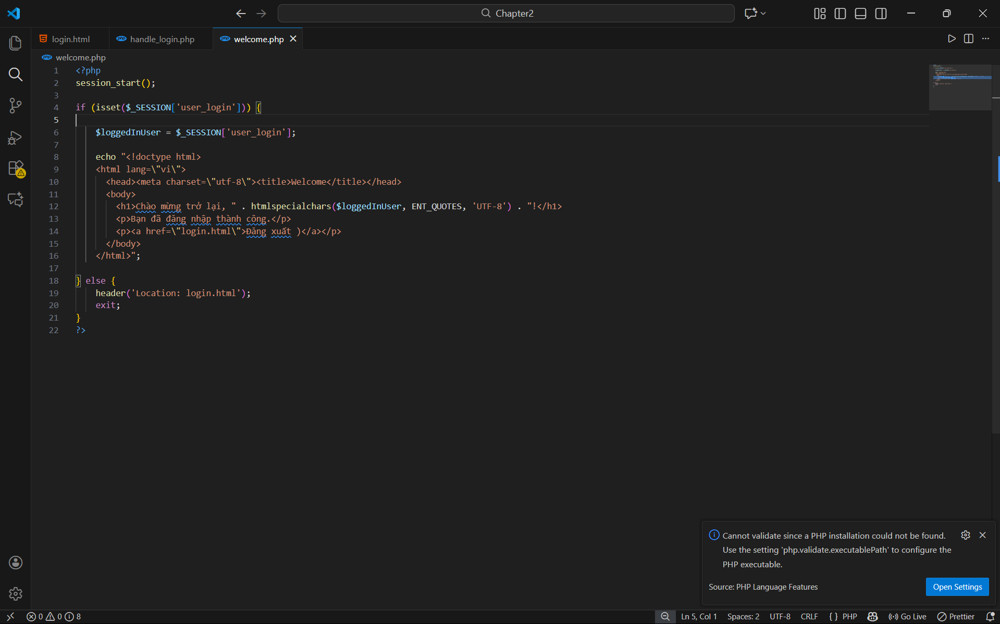 Chapter2
login.html
handle_login.php
welcome.php
welcome.php
1 <?php
2 session_start();
3
4 if (isset($_SESSION['user_login'])) {
5
6 $loggedInUser = $_SESSION['user_login'];
7
8 echo "<!doctype html>
9 <html lang=\"vi\">
10 <head><meta charset=\"utf-8\"><title>Welcome</title></head>
11 <body>
12 <h1>Chào mừng trở lại, " . htmlspecialchars($loggedInUser, ENT_QUOTES, 'UTF-8') . "!</h1>
13 <p>Bạn đã đăng nhập thành công.</p>
14 <p><a href=\"login.html\">Đăng xuất )</a></p>
15 </body>
16 </html>";
17
18 } else {
19 header('Location: login.html');
20 exit;
21 }
22 ?>
Cannot validate since a PHP installation could not be found.
Use the setting 'php.validate.executablePath' to configure the
PHP executable.
Source: PHP Language Features
Open Settings
0 0 8
Ln 5, Col 1
Spaces: 2
UTF-8
CRLF
{ } PHP
Go Live
Prettier